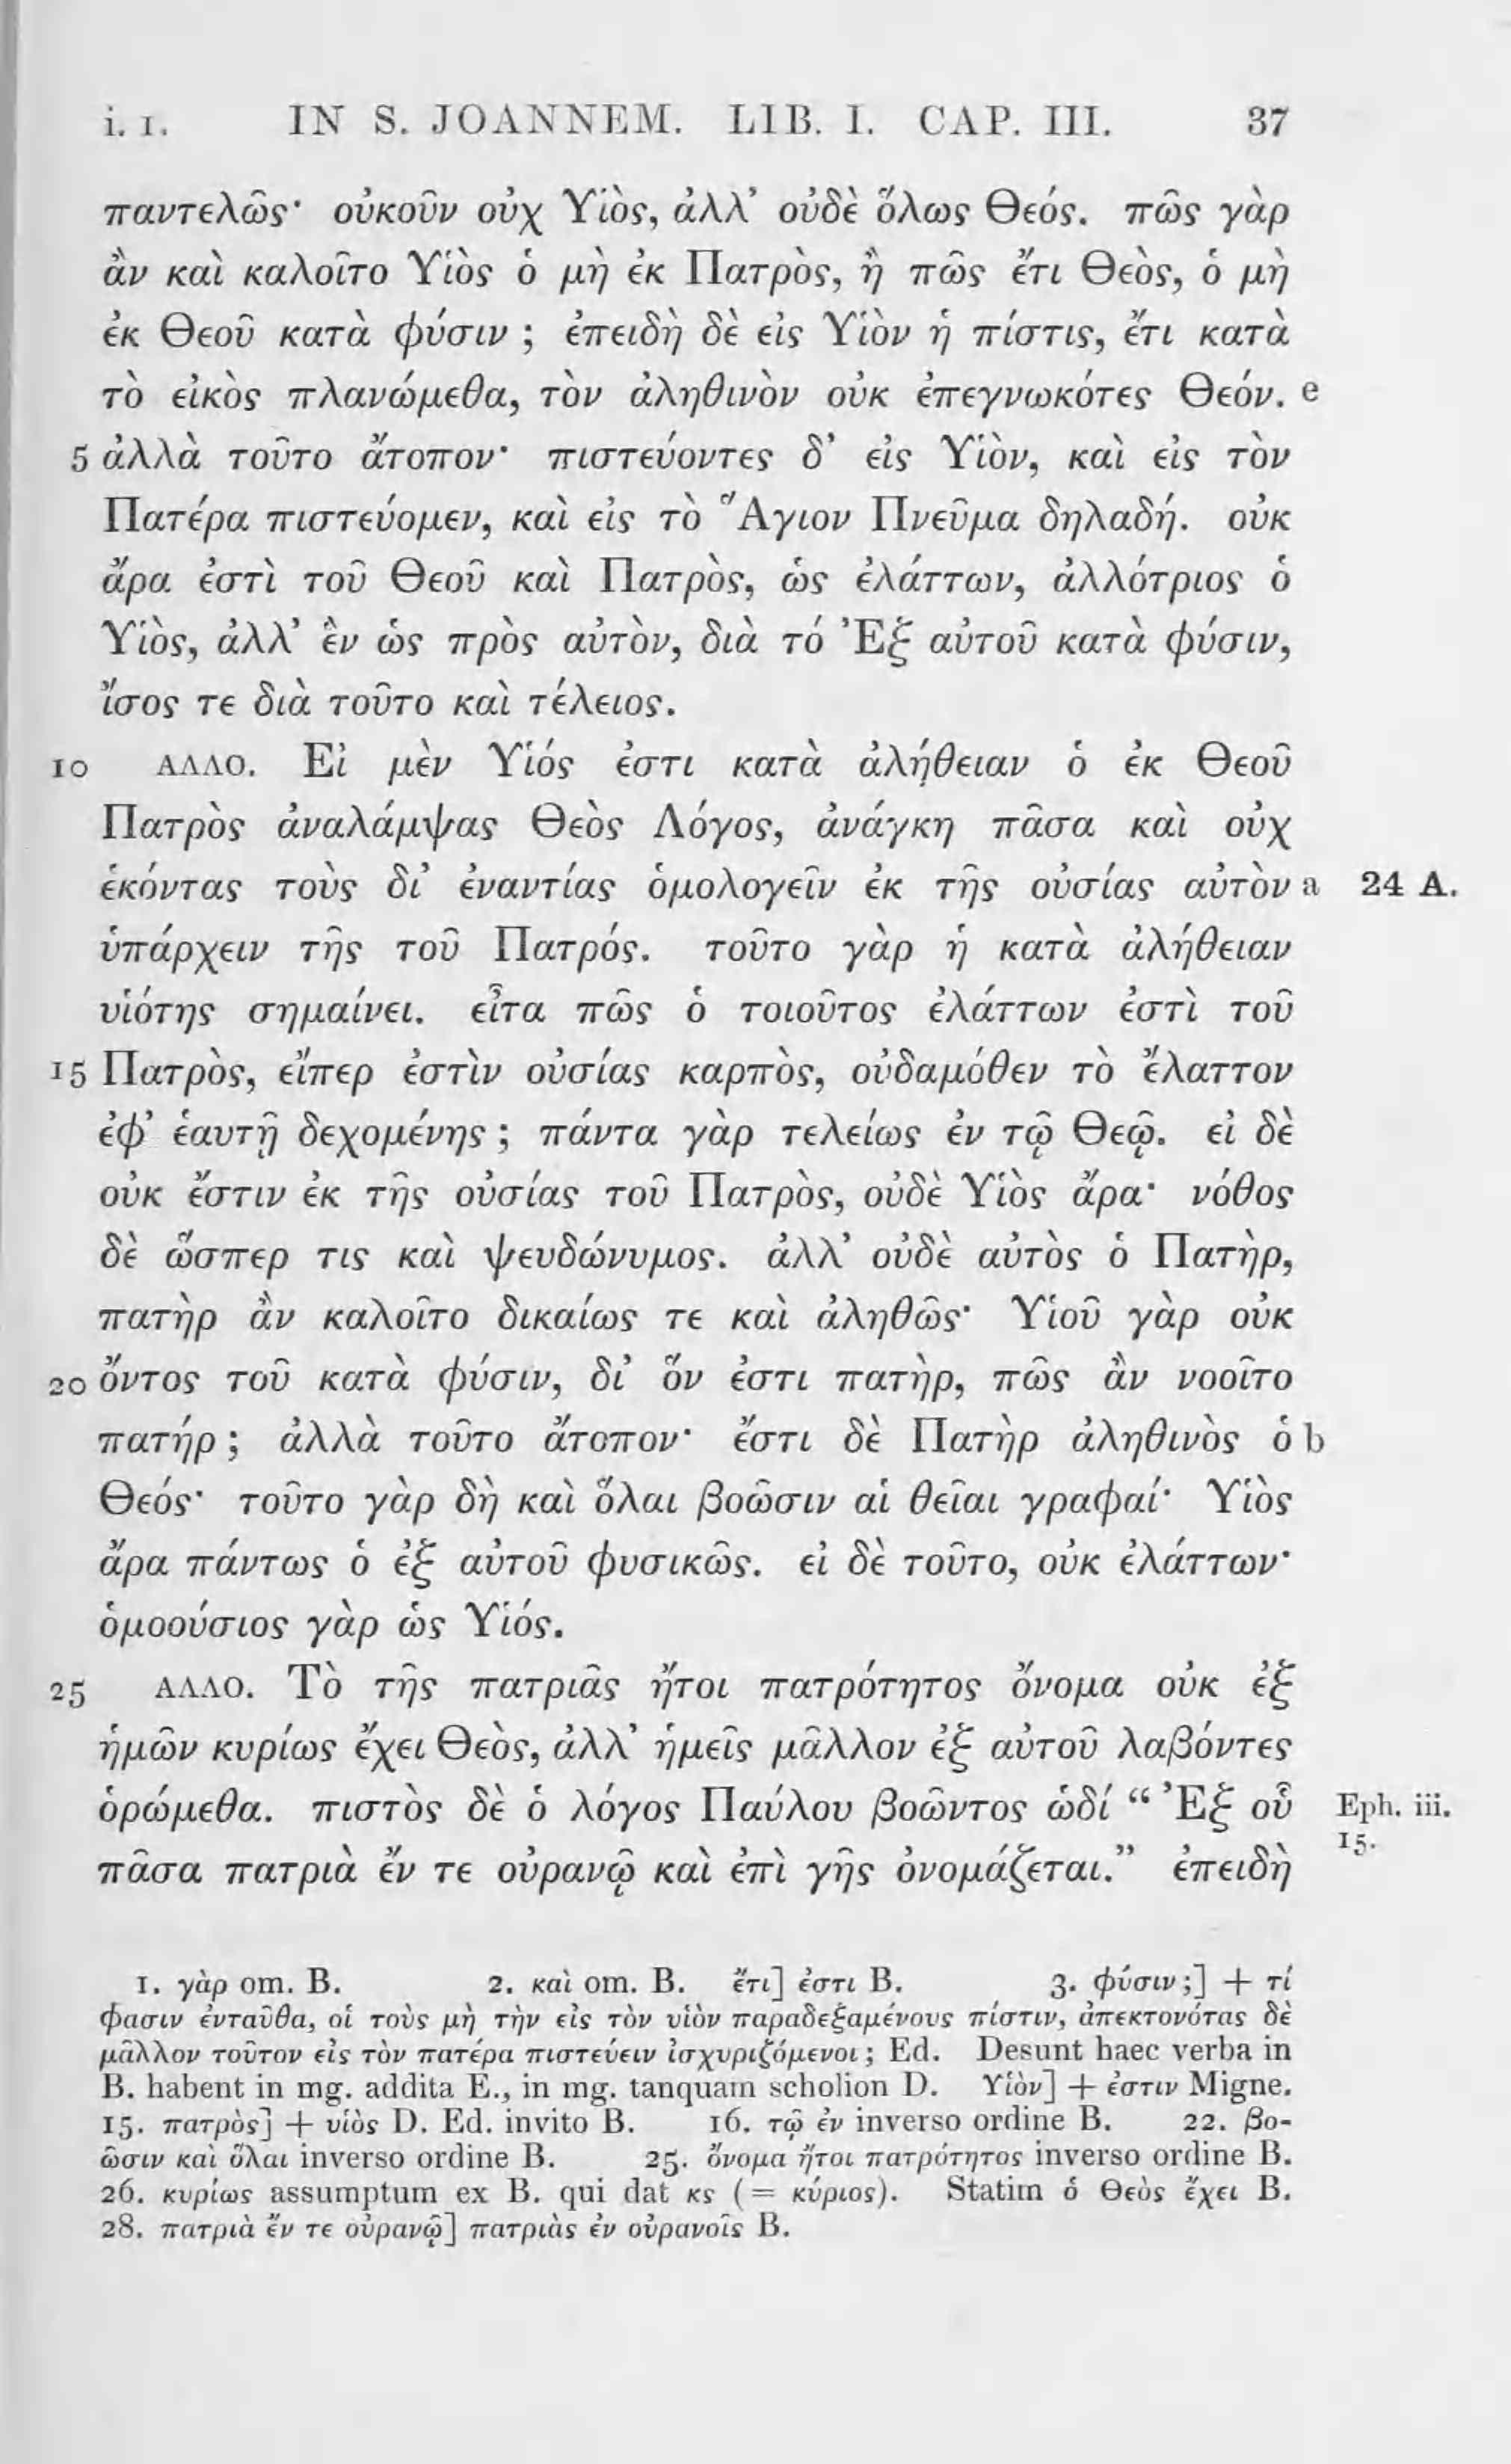 i. 1. IN S. JOANNEM. LIB. I. CAP. III. 37
παντελῶς· οὐκοῦν οὐχ Υἱὸς, ἀλλ’ οὐδὲ ὅλως Θεός. πῶς γὰρ
ἂν καὶ καλοῖτο Υἱὸς ὁ μὴ ἐκ Πατρὸς, ἢ πῶς ἔτι Θεὸς, ὁ μὴ
ἐκ Θεοῦ κατὰ φύσιν ; ἐπειδὴ δὲ εἰς Υἱὸν ἡ πίστις, ἔτι κατὰ
τὸ εἰκὸς πλανώμεθα, τὸν ἀληθινὸν οὐκ ἐπεγνωκότες Θεόν. e
5 ἀλλὰ τοῦτο ἄτοπον· πιστεύοντες δ’ εἰς Υἱὸν, καὶ εἰς τὸν
Πατέρα πιστεύομεν, καὶ εἰς τὸ Ἅγιον Πνεῦμα δηλαδή. οὐκ
ἄρα ἐστὶ τοῦ Θεοῦ καὶ Πατρὸς, ὡς ἐλάττων, ἀλλότριος ὁ
Υἱὸς, ἀλλ’ ἓν ὡς πρὸς αὐτὸν, διὰ τό Ἐξ αὐτοῦ κατὰ φύσιν,
ἴσος τε διὰ τοῦτο καὶ τέλειος.
10 ΑΛΛΟ. Εἰ μὲν Υἱός ἐστι κατὰ ἀλήθειαν ὁ ἐκ Θεοῦ
Πατρὸς ἀναλάμψας Θεὸς Λόγος, ἀνάγκη πᾶσα καὶ οὐχ
ἑκόντας τοὺς δι’ ἐναντίας ὁμολογεῖν ἐκ τῆς οὐσίας αὐτὸν a 24 A.
ὑπάρχειν τῆς τοῦ Πατρός. τοῦτο γὰρ ἡ κατὰ ἀλήθειαν
υἱότης σημαίνει. εἶτα πῶς ὁ τοιοῦτος ἐλάττων ἐστὶ τοῦ
15 Πατρὸς, εἴπερ ἐστὶν οὐσίας καρπὸς, οὐδαμόθεν τὸ ἔλαττον
ἐφ’ ἑαυτῇ δεχομένης ; πάντα γὰρ τελείως ἐν τῷ Θεῷ. εἰ δὲ
οὐκ ἔστιν ἐκ τῆς οὐσίας τοῦ Πατρὸς, οὐδὲ Υἱὸς ἄρα· νόθος
δὲ ὥσπερ τις καὶ ψευδώνυμος. ἀλλ’ οὐδὲ αὐτὸς ὁ Πατὴρ,
πατὴρ ἂν καλοῖτο δικαίως τε καὶ ἀληθῶς· Υἱοῦ γὰρ οὐκ
20 ὄντος τοῦ κατὰ φύσιν, δι’ ὅν ἐστι πατὴρ, πῶς ἂν νοοῖτο
πατήρ ; ἀλλὰ τοῦτο ἄτοπον· ἔστι δὲ Πατὴρ ἀληθινὸς ὁ b
Θεός· τοῦτο γὰρ δὴ καὶ ὅλαι βοῶσιν αἱ θεῖαι γραφαί· Υἱὸς
ἄρα πάντως ὁ ἐξ αὐτοῦ φυσικῶς. εἰ δὲ τοῦτο, οὐκ ἐλάττων·
ὁμοούσιος γὰρ ὡς Υἱός.
25 ΑΛΛΟ. Τὸ τῆς πατριᾶς ἤτοι πατρότητος ὄνομα οὐκ ἐξ
ἡμῶν κυρίως ἔχει Θεὸς, ἀλλ’ ἡμεῖς μᾶλλον ἐξ αὐτοῦ λαβόντες
ὁρώμεθα. πιστὸς δὲ ὁ λόγος Παύλου βοῶντος ὡδί “ Ἐξ οὗ Eph. iii.
15.
πᾶσα πατριὰ ἔν τε οὐρανῷ καὶ ἐπὶ γῆς ὀνομάζεται.” ἐπειδὴ
1. γὰρ om. B. 2. καὶ om. B. ἔτι] ἐστι B. 3. φύσιν ;] + τί
φασιν ἐνταῦθα, οἱ τοὺς μὴ τὴν εἰς τὸν υἱὸν παραδεξαμένους πίστιν, ἀπεκτονότας δὲ
μᾶλλον τοῦτον εἰς τὸν πατέρα πιστεύειν ἰσχυριζόμενοι ; Ed. Desunt haec verba in
B. habent in mg. addita E., in mg. tanquam scholion D. Υἱὸν] + ἐστιν Migne.
15. πατρὸς] + υἱὸς D. Ed. invito B. 16. τῷ ἐν inverso ordine B. 22. βο-
ῶσιν καὶ ὅλαι inverso ordine B. 25. ὄνομα ἤτοι πατρότητος inverso ordine B.
26. κυρίως assumptum ex B. qui dat κς (= κύριος). Statim ὁ Θεὸς ἔχει B.
28. πατριὰ ἔν τε οὐρανῷ] πατριὰς ἐν οὐρανοῖς B.